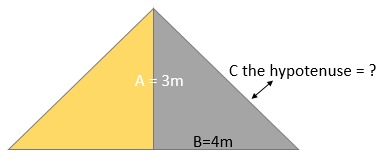 C the hypotenuse = ?
A = 3m
B=4m